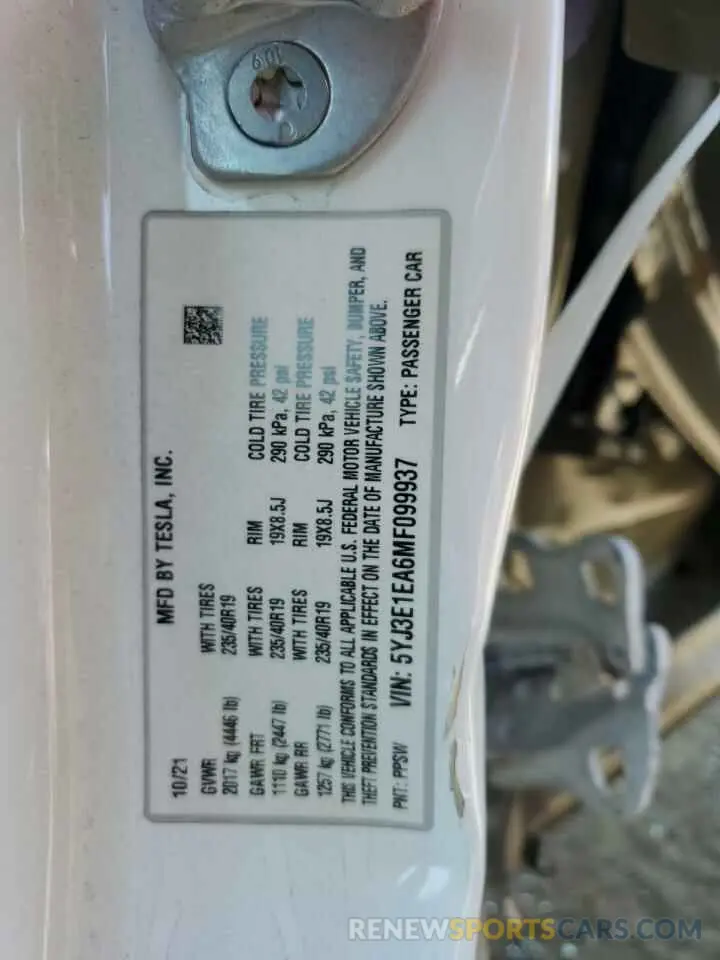 10.9
MFD BY TESLA, INC.
10/21
GVWR WITH TIRES
2017 kg (4446 lb) 235/40R19
GAWR FRT WITH TIRES RIM COLD TIRE PRESSURE
1110 kg (2447 lb) 235/40R19 19X8.5J 290 kPa, 42 psi
GAWR RR WITH TIRES RIM COLD TIRE PRESSURE
1257 kg (2771 lb) 235/40R19 19X8.5J 290 kPa, 42 psi
THIS VEHICLE CONFORMS TO ALL APPLICABLE U.S. FEDERAL MOTOR VEHICLE SAFETY, BUMPER, AND
THEFT PREVENTION STANDARDS IN EFFECT ON THE DATE OF MANUFACTURE SHOWN ABOVE.
PNT: PPSW VIN: 5YJ3E1EA6MF099937 TYPE: PASSENGER CAR
RENEWSPORTSCARS.COM